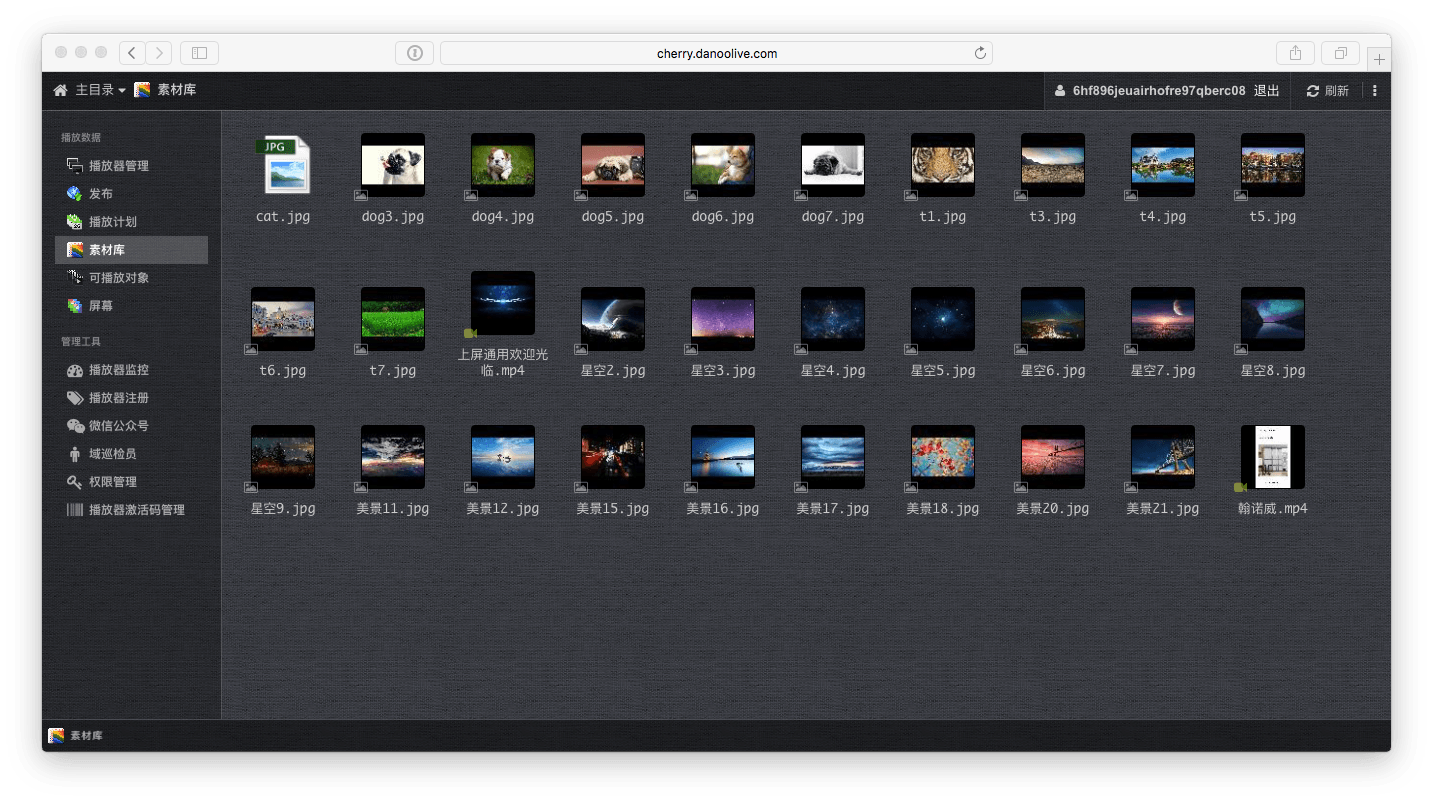 cherry.danoolive.com
主目录 素材库
6hf896jeuairhofre97qberc08 退出 刷新
播放数据
播放器管理
发布
播放计划
素材库
可播放对象
屏幕
管理工具
播放器监控
播放器注册
微信公众号
域巡检员
权限管理
播放器激活码管理
JPG
cat.jpg dog3.jpg dog4.jpg dog5.jpg dog6.jpg dog7.jpg t1.jpg t3.jpg t4.jpg t5.jpg
t6.jpg t7.jpg 上屏通用欢迎光
临.mp4 星空2.jpg 星空3.jpg 星空4.jpg 星空5.jpg 星空6.jpg 星空7.jpg 星空8.jpg
星空9.jpg 美景11.jpg 美景12.jpg 美景15.jpg 美景16.jpg 美景17.jpg 美景18.jpg 美景20.jpg 美景21.jpg 翰诺威.mp4
素材库